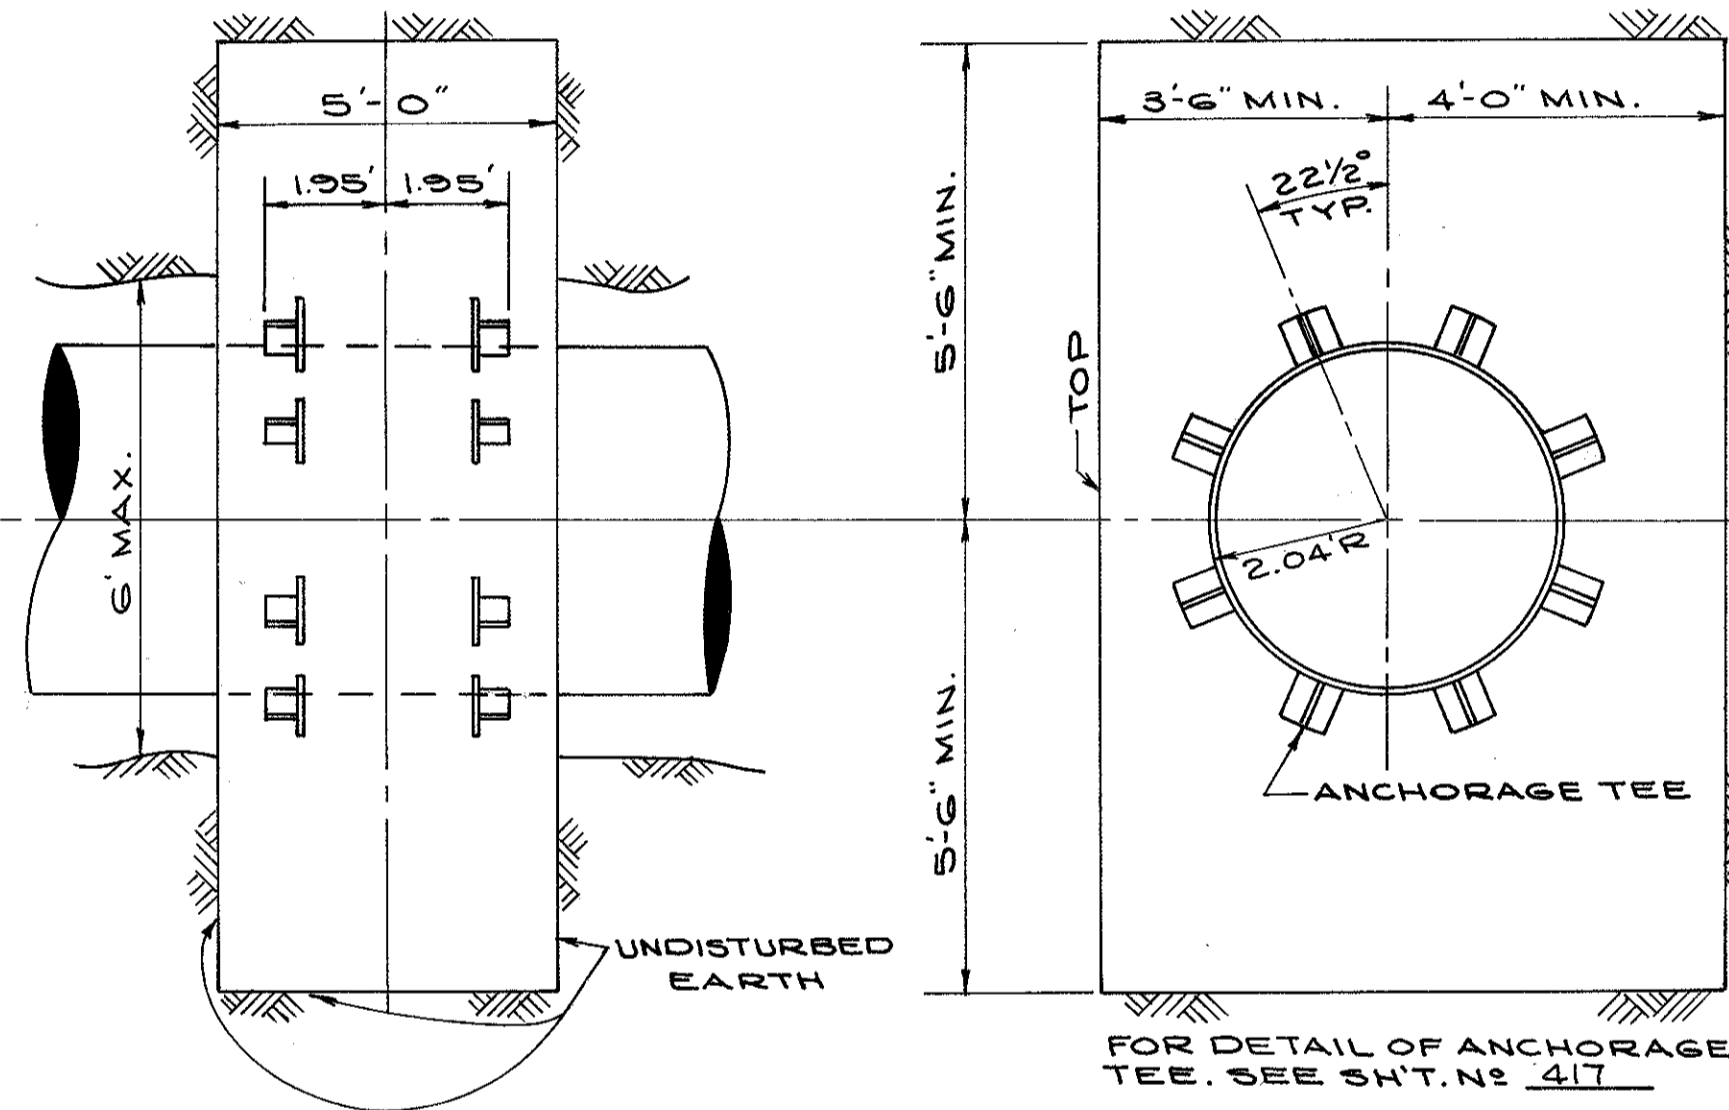 5'-0"
1.95' 1.95'
6' MAX.
UNDISTURBED
EARTH
3'-6" MIN. 4'-0" MIN.
22½°
TYP.
5'-6" MIN.
TOP
2.04'R
5'-6" MIN.
ANCHORAGE TEE
FOR DETAIL OF ANCHORAGE
TEE. SEE SH'T. Nº 417